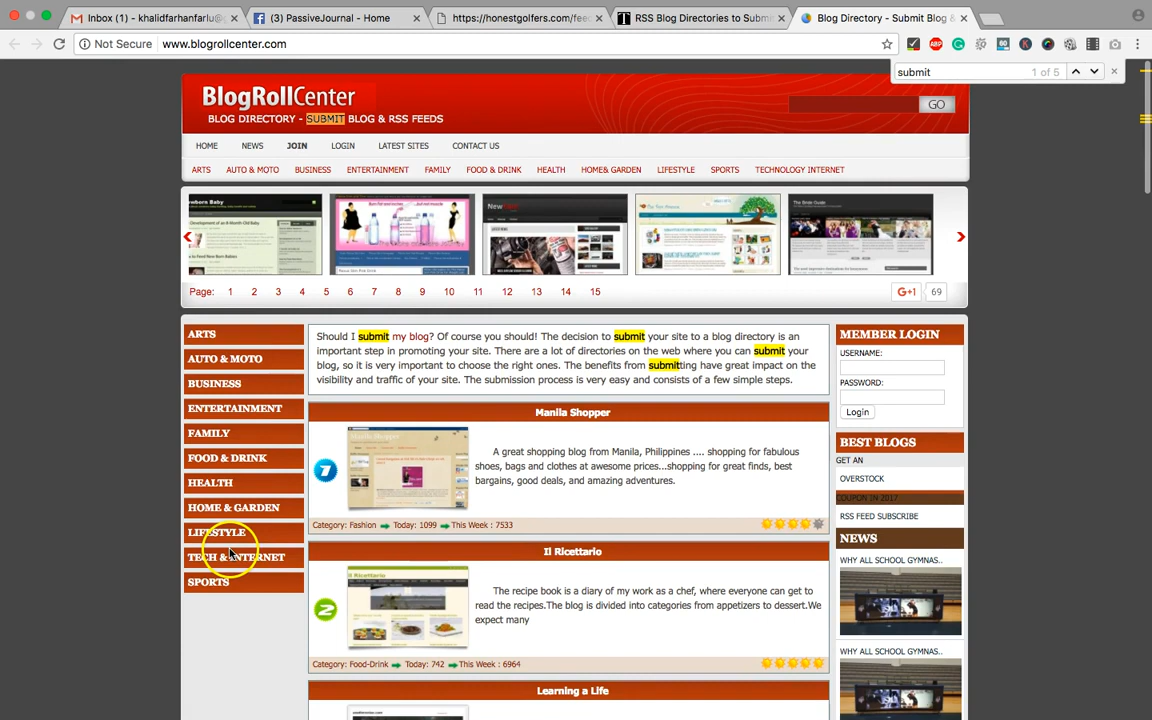 Inbox (1) - khalidfarhanfarlu@g
(3) PassiveJournal - Home
https://honestgolfers.com/fee
RSS Blog Directories to Submi
Blog Directory - Submit Blog &
Not Secure
www.blogrollcenter.com
submit
1 of 5
BlogRollCenter
BLOG DIRECTORY - SUBMIT BLOG & RSS FEEDS
GO
HOME NEWS JOIN LOGIN LATEST SITES CONTACT US
ARTS AUTO & MOTO BUSINESS ENTERTAINMENT FAMILY FOOD & DRINK HEALTH HOME& GARDEN LIFESTYLE SPORTS TECHNOLOGY INTERNET
Page: 1 2 3 4 5 6 7 8 9 10 11 12 13 14 15
G+1 69
ARTS
AUTO & MOTO
BUSINESS
ENTERTAINMENT
FAMILY
FOOD & DRINK
HEALTH
HOME & GARDEN
LIFESTYLE
TECH & INTERNET
SPORTS
Should I submit my blog? Of course you should! The decision to submit your site to a blog directory is an
important step in promoting your site. There are a lot of directories on the web where you can submit your
blog, so it is very important to choose the right ones. The benefits from submitting have great impact on the
visibility and traffic of your site. The submission process is very easy and consists of a few simple steps.
Manila Shopper
1
A great shopping blog from Manila, Philippines .... shopping for fabulous
shoes, bags and clothes at awesome prices...shopping for great finds, best
bargains, good deals, and amazing adventures.
Category: Fashion Today: 1099 This Week : 7533
Il Ricettario
2
The recipe book is a diary of my work as a chef, where everyone can get to
read the recipes.The blog is divided into categories from appetizers to dessert.We
expect many
Category: Food-Drink Today: 742 This Week : 6964
Learning a Life
MEMBER LOGIN
USERNAME:
PASSWORD:
Login
BEST BLOGS
GET AN
OVERSTOCK
COUPON IN 2017
RSS FEED SUBSCRIBE
NEWS
WHY ALL SCHOOL GYMNAS..
WHY ALL SCHOOL GYMNAS..